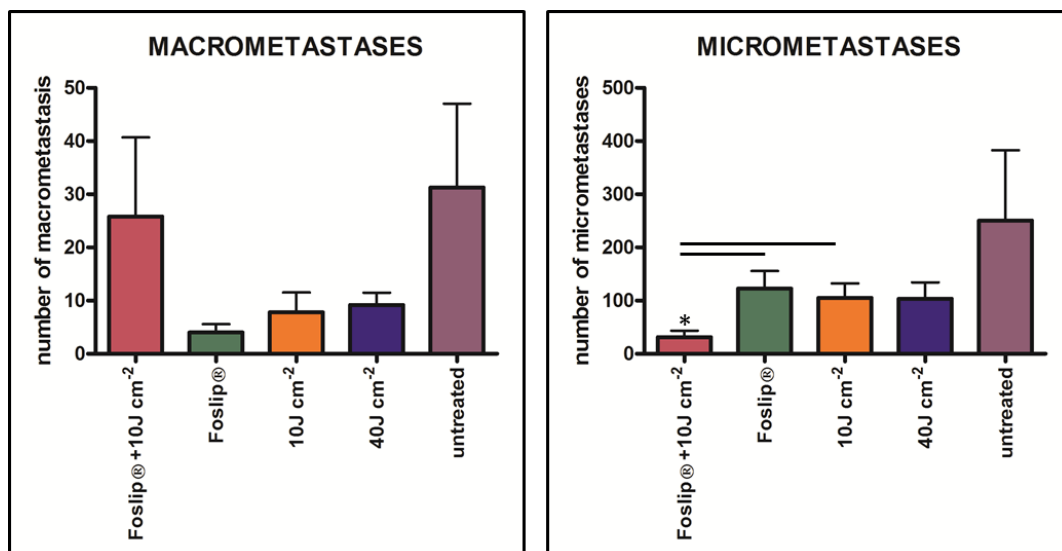 MACROMETASTASES
number of macrometastasis
50
40
30
20
10
0
Foslip® +10J cm-2
Foslip®
10J cm-2
40J cm-2
untreated
MICROMETASTASES
number of micrometastases
500
400
300
200
100
0
*
Foslip® +10J cm-2
Foslip®
10J cm-2
40J cm-2
untreated